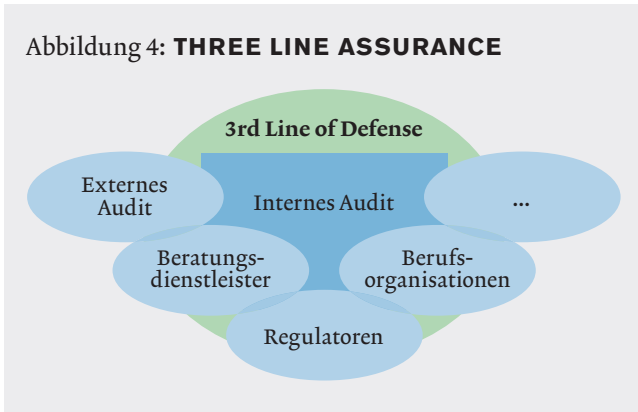 Abbildung 4: THREE LINE ASSURANCE
3rd Line of Defense
Externes
Audit
Internes Audit
...
Beratungs-
dienstleister
Berufs-
organisationen
Regulatoren